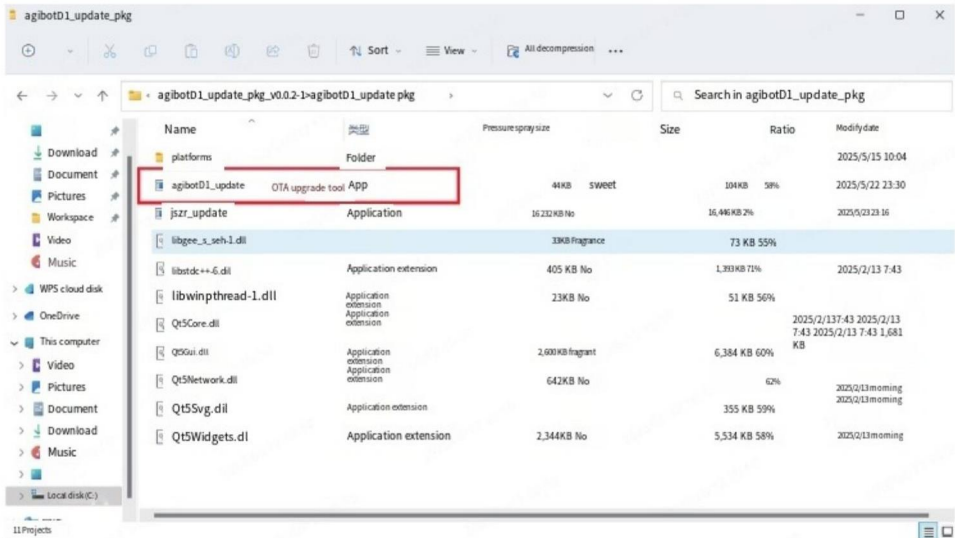 agibotD1_update_pkg
Sort View All decompression ...
agibotD1_update_pkg_v0.0.2-1>agibotD1_update pkg > Search in agibotD1_update_pkg
Name 类型 Pressure spray size Size Ratio Modify date
platforms Folder 2025/5/15 10:04
agibotD1_update OTA upgrade tool App 44KB sweet 104KB 58% 2025/5/22 23:30
jszr_update Application 16 232 KB No 16,446 KB 2% 2025/5/23 23 16
libgee_s_seh-1.dll 33KB Fragrance 73 KB 55%
libstdc++-6.dil Application extension 405 KB No 1,393 KB 71% 2025/2/13 7:43
libwinpthread-1.dll Application extension 23KB No 51 KB 56%
Qt5Core.dll Application extension 2025/2/137:43 2025/2/13
7:43 2025/2/13 7:43 1,681
KB
Qt5Gui.dll Application extension 2,600 KB fragrant 6,384 KB 60%
Qt5Network.dll Application extension 642KB No 62% 2025/2/13 morning
Qt5Svg.dil Application extension 355 KB 59% 2025/2/13 morning
Qt5Widgets.dl Application extension 2,344KB No 5,534 KB 58% 2025/2/13 morning
Download
Document
Pictures
Workspace
Video
Music
WPS cloud disk
OneDrive
This computer
Video
Pictures
Document
Download
Music
Local disk (C:)
11 Projects